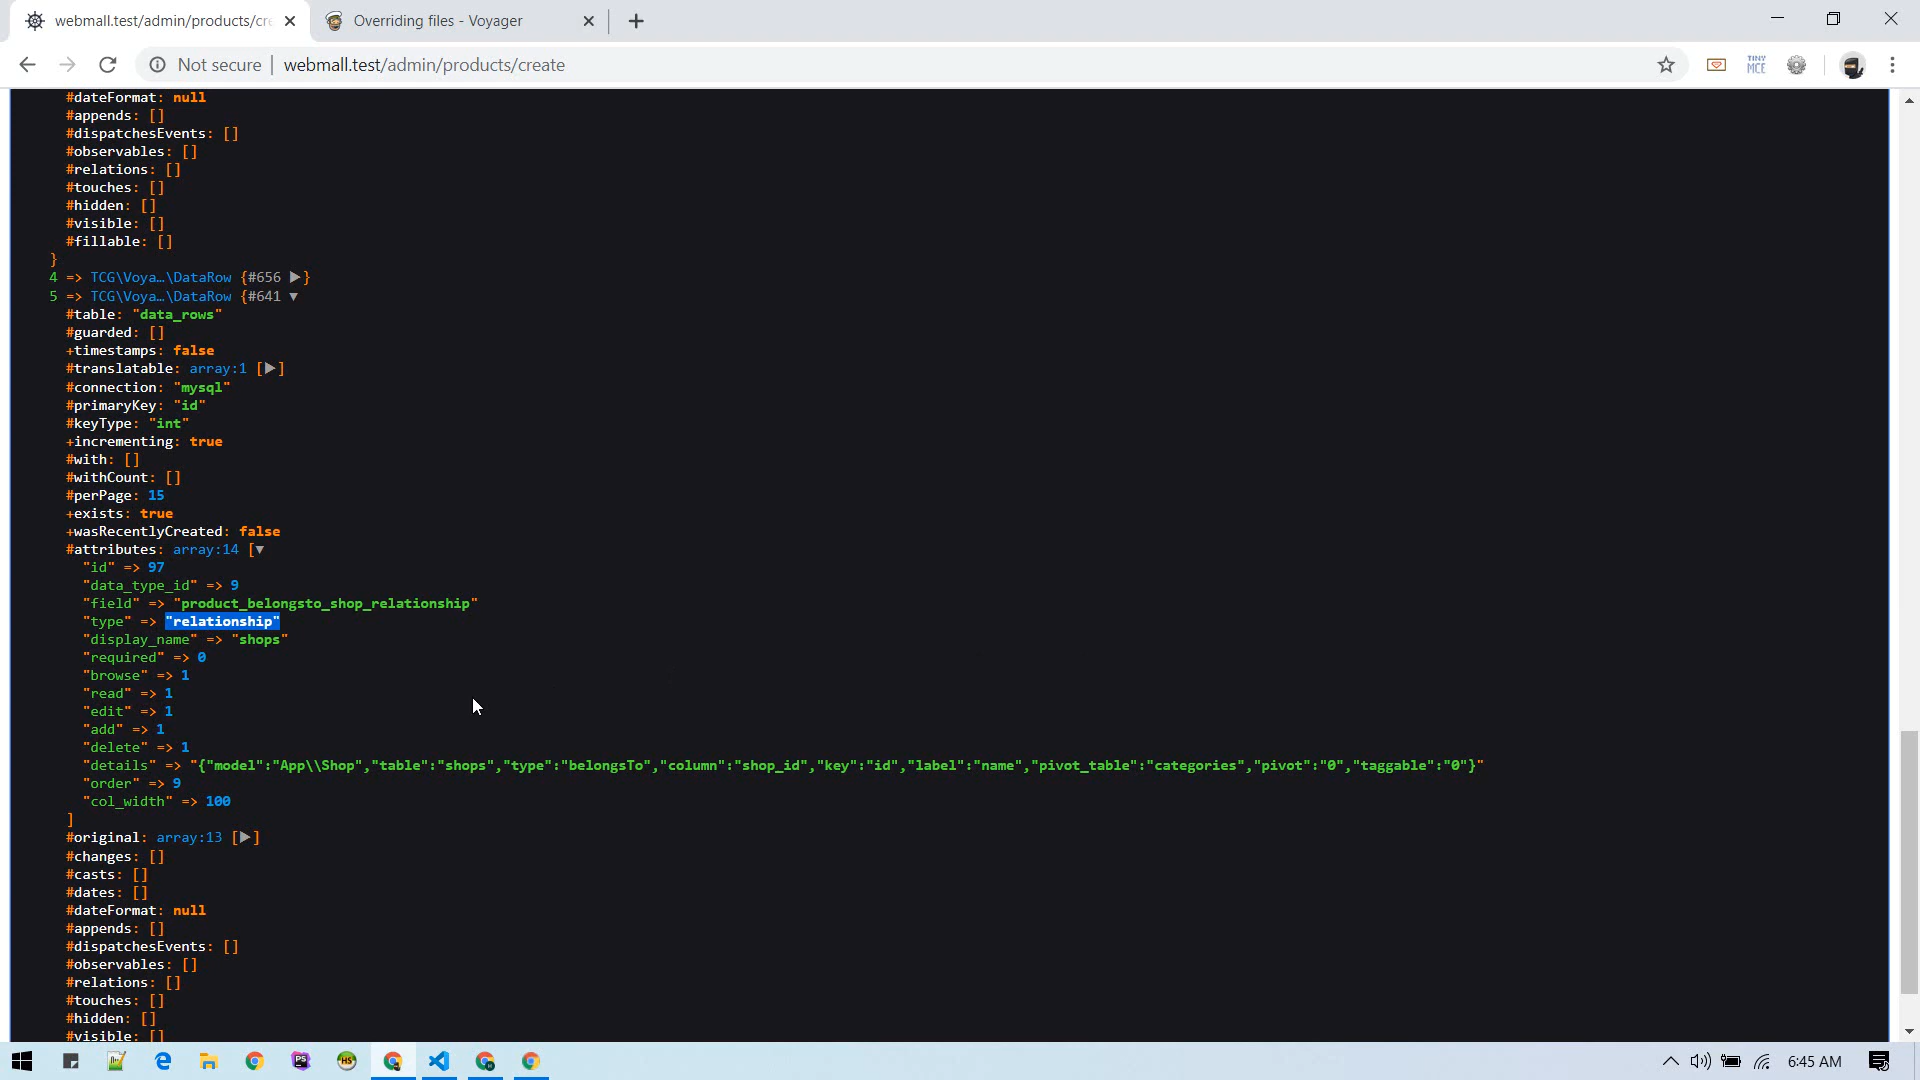 webmall.test/admin/products/cre
Overriding files - Voyager
Not secure
webmall.test/admin/products/create
TINY
MCE
#dateFormat: null
#appends: []
#dispatchesEvents: []
#observables: []
#relations: []
#touches: []
#hidden: []
#visible: []
#fillable: []
}
4 => TCG\Voya…\DataRow {#656 ▶}
5 => TCG\Voya…\DataRow {#641 ▼
#table: "data_rows"
#guarded: []
+timestamps: false
#translatable: array:1 [▶]
#connection: "mysql"
#primaryKey: "id"
#keyType: "int"
+incrementing: true
#with: []
#withCount: []
#perPage: 15
+exists: true
+wasRecentlyCreated: false
#attributes: array:14 [▼
"id" => 97
"data_type_id" => 9
"field" => "product_belongsto_shop_relationship"
"type" => "relationship"
"display_name" => "shops"
"required" => 0
"browse" => 1
"read" => 1
"edit" => 1
"add" => 1
"delete" => 1
"details" => "{"model":"App\\Shop","table":"shops","type":"belongsTo","column":"shop_id","key":"id","label":"name","pivot_table":"categories","pivot":"0","taggable":"0"}"
"order" => 9
"col_width" => 100
]
#original: array:13 [▶]
#changes: []
#casts: []
#dates: []
#dateFormat: null
#appends: []
#dispatchesEvents: []
#observables: []
#relations: []
#touches: []
#hidden: []
#visible: []
PS
HS
6:45 AM